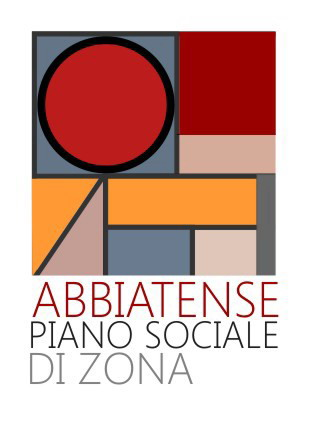 ABBIATENSE
PIANO SOCIALE
DI ZONA